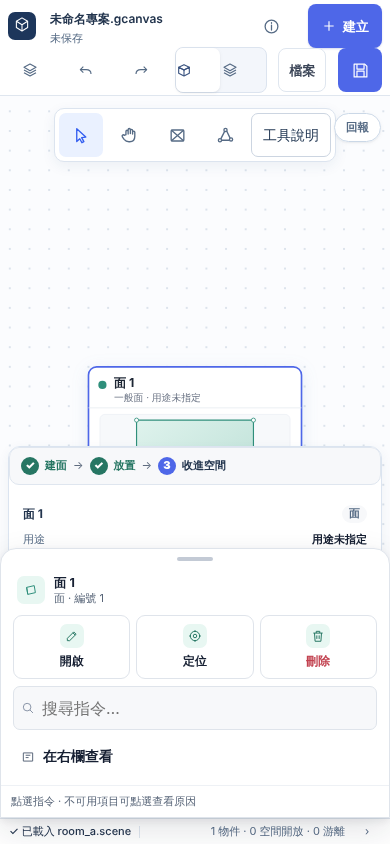 未命名專案.gcanvas
未保存
建立
檔案
工具說明
回報
面 1
一般面 · 用途未指定
建面 → 放置 → 3 收進空間
面 1 面
用途 用途未指定
面 1
面 · 編號 1
開啟 定位 刪除
搜尋指令...
在右欄查看
點選指令 · 不可用項目可點選查看原因
已載入 room_a.scene 1 物件 · 0 空間開放 · 0 游離